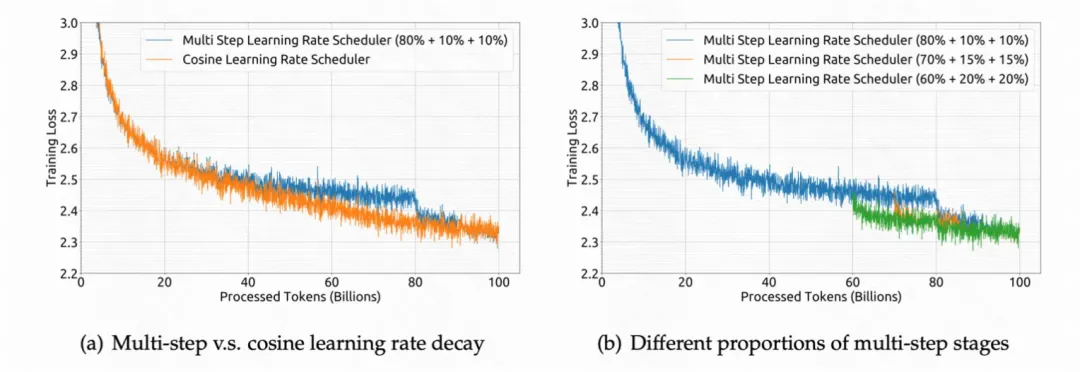 3.0
2.9
2.8
2.7
2.6
2.5
2.4
2.3
2.2
Training Loss
Multi Step Learning Rate Scheduler (80% + 10% + 10%)
Cosine Learning Rate Scheduler
0 20 40 60 80 100
Processed Tokens (Billions)
(a) Multi-step v.s. cosine learning rate decay
3.0
2.9
2.8
2.7
2.6
2.5
2.4
2.3
2.2
Training Loss
Multi Step Learning Rate Scheduler (80% + 10% + 10%)
Multi Step Learning Rate Scheduler (70% + 15% + 15%)
Multi Step Learning Rate Scheduler (60% + 20% + 20%)
0 20 40 60 80 100
Processed Tokens (Billions)
(b) Different proportions of multi-step stages